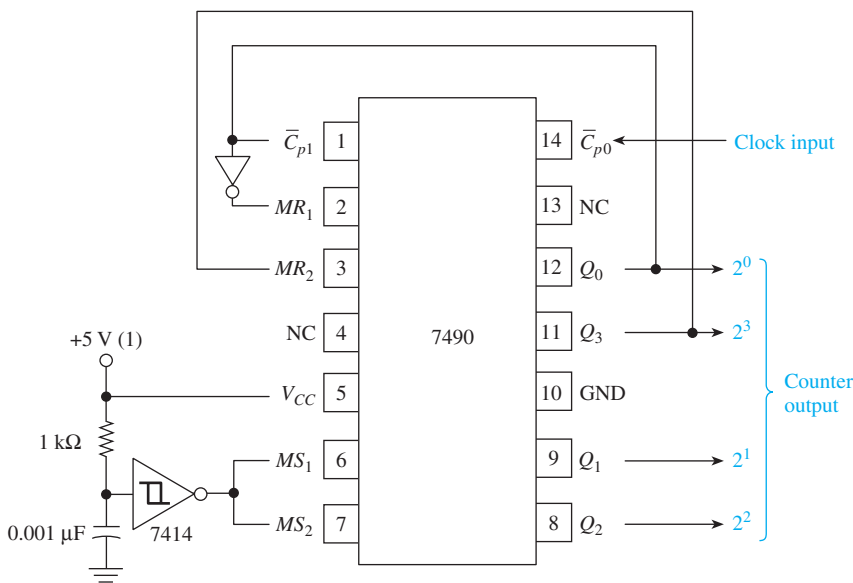 C̅p1 1 14 C̅p0 Clock input
MR1 2 13 NC
MR2 3 12 Q0 2^0
NC 4 7490 11 Q3 2^3
+5 V (1)
VCC 5 10 GND
Counter
output
1 kΩ
MS1 6 9 Q1 2^1
MS2 7 8 Q2 2^2
0.001 μF
7414